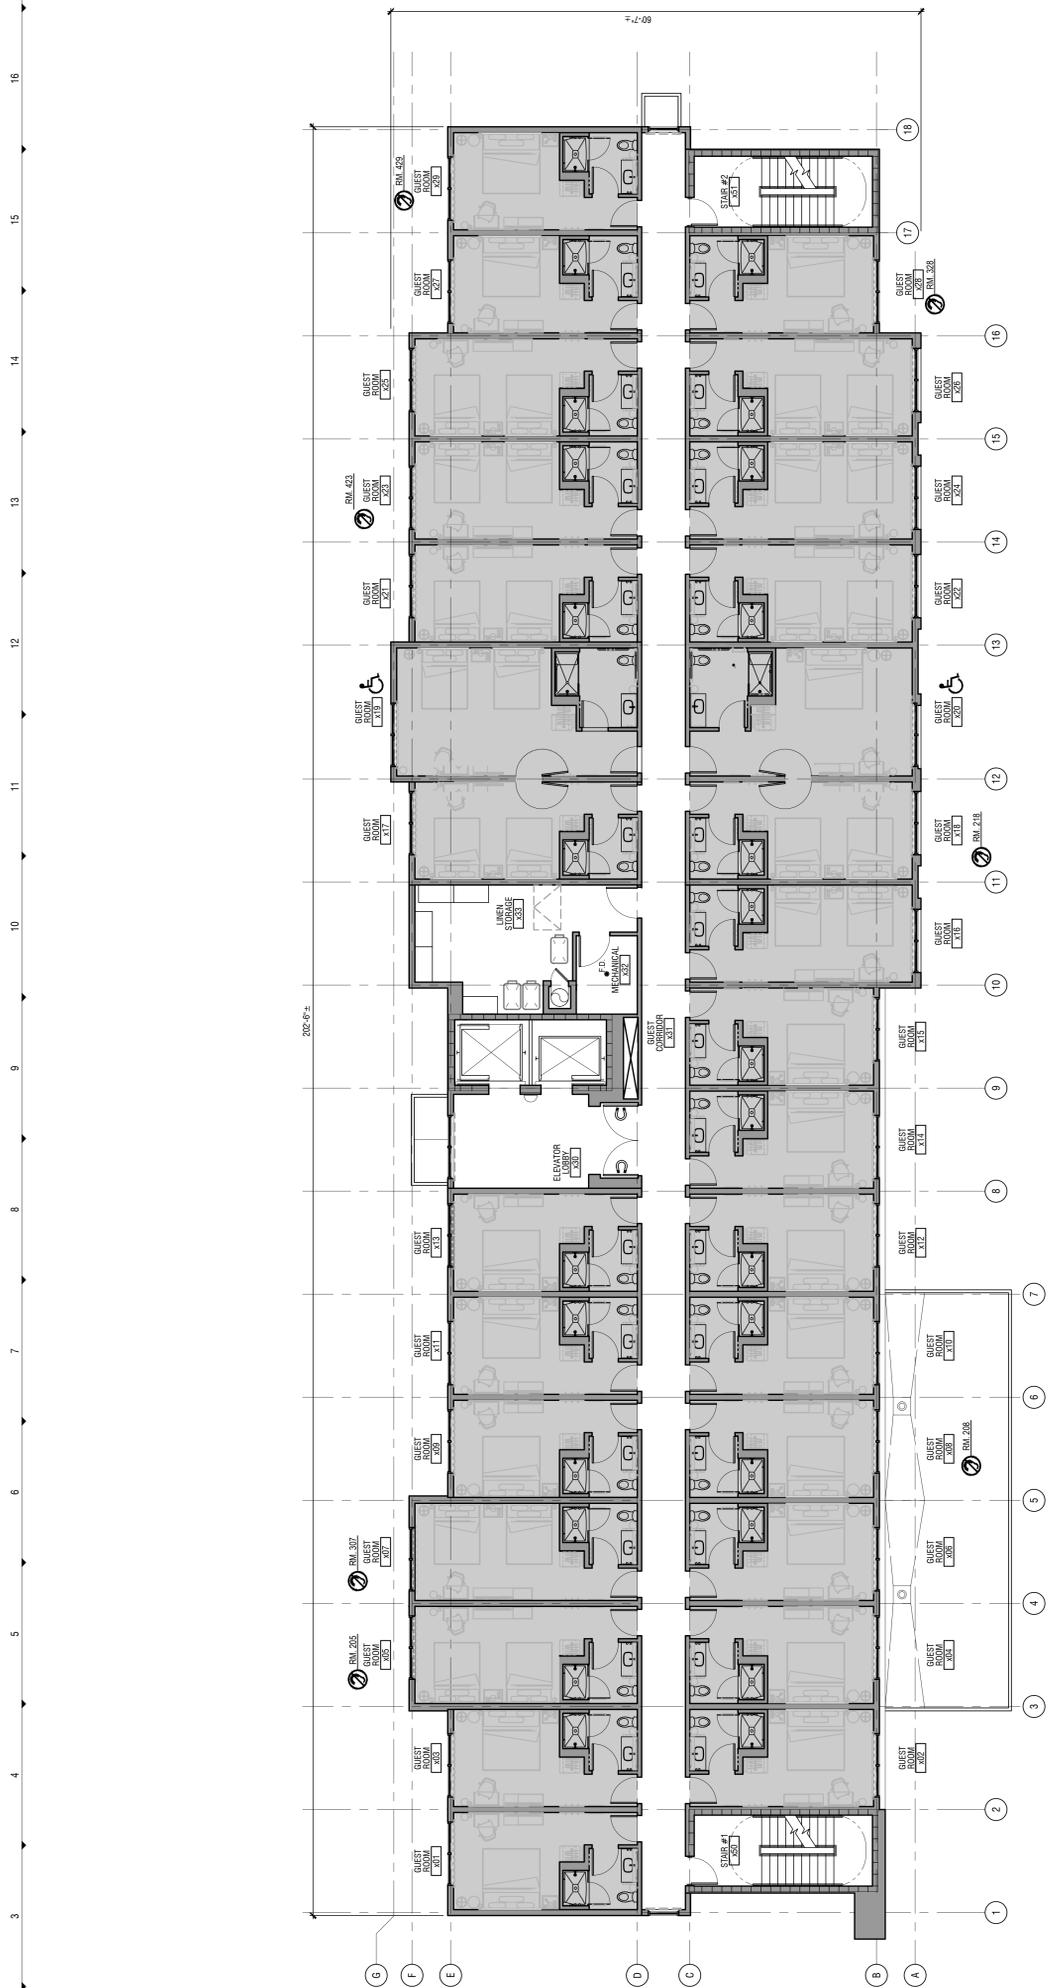 16
15
14
13
12
11
10
9
8
7
6
5
4
3
60'-7"±
202'-6"±
RM. 429
GUEST
ROOM
x29
GUEST
ROOM
x27
GUEST
ROOM
x25
RM. 423
GUEST
ROOM
x23
GUEST
ROOM
x21
GUEST
ROOM
x19
GUEST
ROOM
x17
LINEN
STORAGE
x33
F.D.
MECHANICAL
x32
GUEST
CORRIDOR
x31
ELEVATOR
LOBBY
x30
GUEST
ROOM
x13
GUEST
ROOM
x11
GUEST
ROOM
x09
RM. 307
GUEST
ROOM
x07
RM. 205
GUEST
ROOM
x05
GUEST
ROOM
x03
GUEST
ROOM
x01
STAIR #2
x51
GUEST
ROOM
x28
RM. 328
GUEST
ROOM
x26
GUEST
ROOM
x24
GUEST
ROOM
x22
GUEST
ROOM
x20
GUEST
ROOM
x18
RM. 218
GUEST
ROOM
x16
GUEST
ROOM
x15
GUEST
ROOM
x14
GUEST
ROOM
x12
GUEST
ROOM
x10
GUEST
ROOM
x08
RM. 208
GUEST
ROOM
x06
GUEST
ROOM
x04
GUEST
ROOM
x02
STAIR #1
x50
18
17
16
15
14
13
12
11
10
9
8
7
6
5
4
3
2
1
G
F
E
D
C
B
A